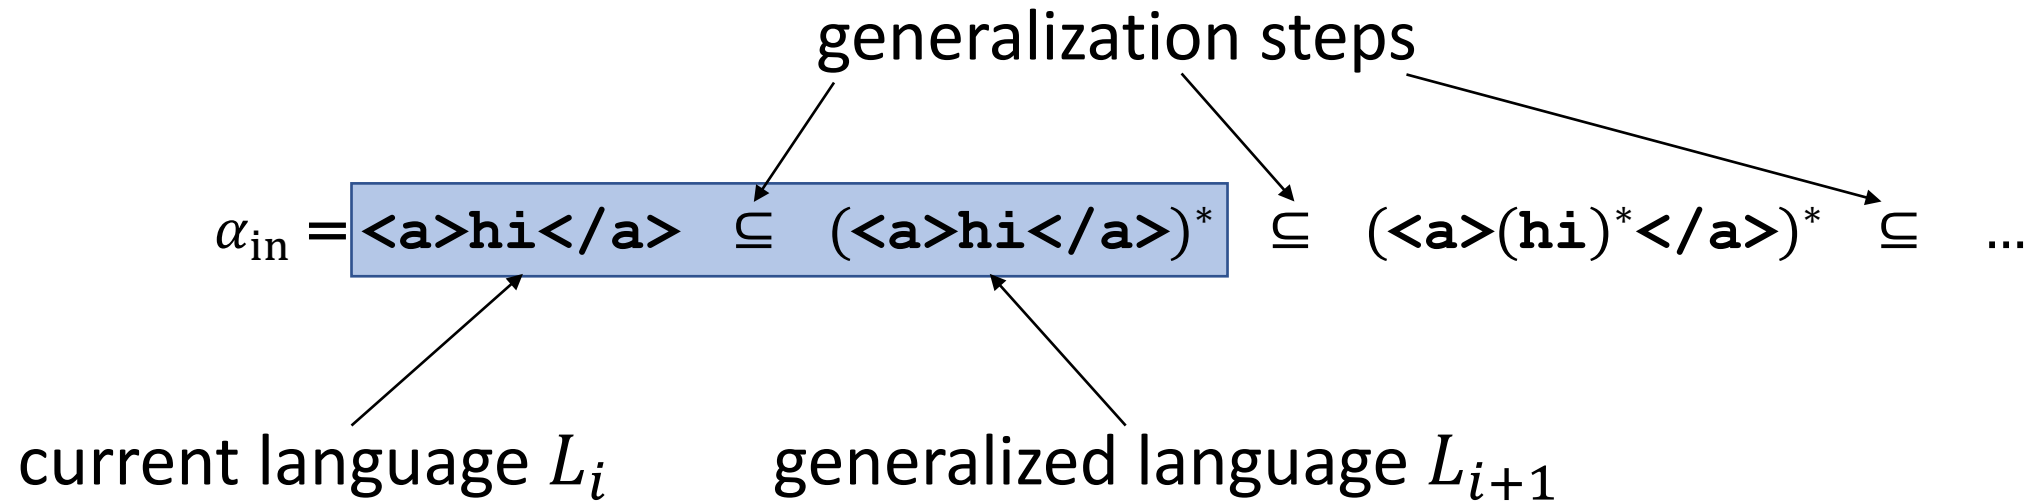 generalization steps
α_in = <a>hi</a> ⊆ (<a>hi</a>)* ⊆ (<a>(hi)*</a>)* ⊆ ...
current language L_i generalized language L_{i+1}